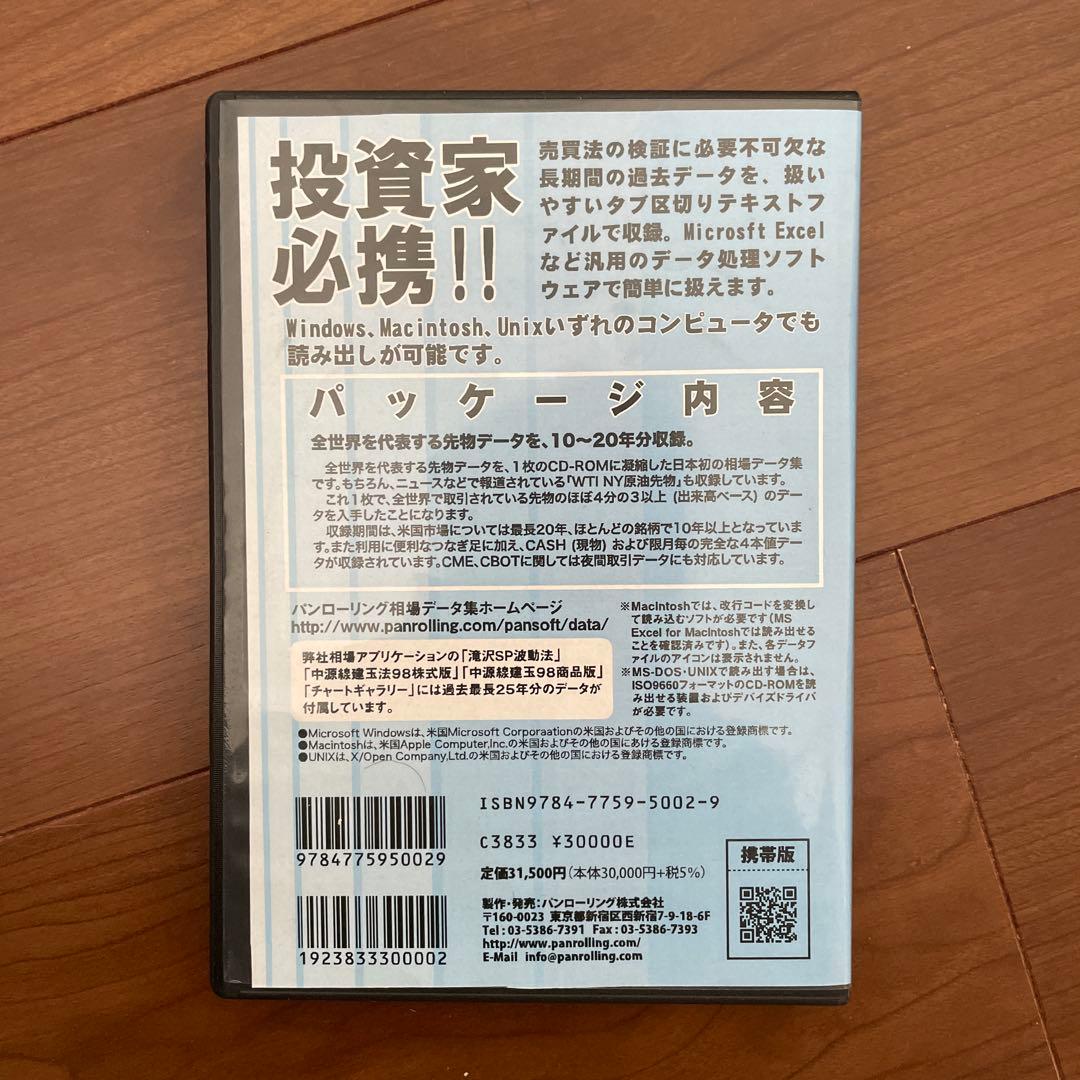 投資家
必携!!
売買法の検証に必要不可欠な
長期間の過去データを、扱い
やすいタブ区切りテキストフ
ァイルで収録。Microsft Excel
など汎用のデータ処理ソフト
ウェアで簡単に扱えます。
Windows、Macintosh、Unixいずれのコンピュータでも
読み出しが可能です。
パッケージ内容
全世界を代表する先物データを、10〜20年分収録。
全世界を代表する先物データを、1枚のCD-ROMに凝縮した日本初の相場データ集
です。もちろん、ニュースなどで報道されている「WTI NY原油先物」も収録しています。
これ1枚で、全世界で取引されている先物のほぼ4分の3以上 (出来高ベース) のデー
タを入手したことになります。
収録期間は、米国市場については最長20年、ほとんどの銘柄で10年以上となっていま
す。また利用に便利なつなぎ足に加え、CASH (現物) および限月毎の完全な4本値デー
タが収録されています。CME、CBOTに関しては夜間取引データにも対応しています。
パンローリング相場データ集ホームページ
http://www.panrolling.com/pansoft/data/
弊社相場アプリケーションの「滝沢SP波動法」
「中源線建玉法98株式版」「中源線建玉98商品版」
「チャートギャラリー」には過去最長25年分のデータが
付属しています。
※Macintoshでは、改行コードを変換し
て読み込むソフトが必要です(MS
Excel for Macintoshでは読み出せる
ことを確認済みです)。また、各データフ
ァイルのアイコンは表示されません。
※MS-DOS・UNIXで読み出す場合は、
ISO9660フォーマットのCD-ROMを読
み出せる装置およびデバイズドライバ
が必要です。
●Microsoft Windowsは、米国Microsoft Corporaationの米国およびその他の国における登録商標です。
●Macintoshは、米国Apple Computer,Inc.の米国およびその他の国にあける登録商標です。
●UNIXは、X/Open Company,Ltd.の米国およびその他の国における登録商標です。
9784775950029
1923833300002
ISBN9784-7759-5002-9
C3833 ¥30000E
定価31,500円(本体30,000円+税5%)
製作・発売:パンローリング株式会社
〒160-0023 東京都新宿区西新宿7-9-18-6F
Tel:03-5386-7391 Fax:03-5386-7393
http://www.panrolling.com/
E-Mail info@panrolling.com
携帯版